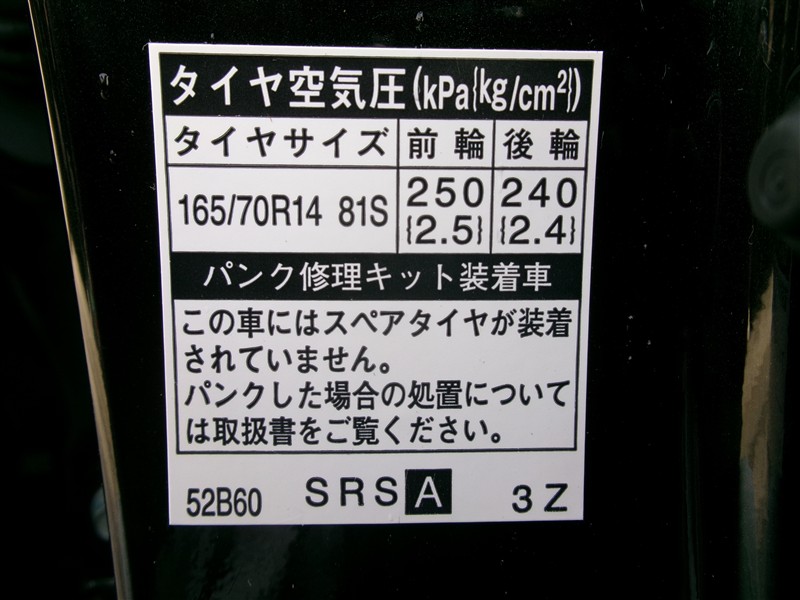 タイヤ空気圧(kPa{kg/cm²})
タイヤサイズ 前輪 後輪
165/70R14 81S 250 240
{2.5} {2.4}
パンク修理キット装着車
この車にはスペアタイヤが装着
されていません。
パンクした場合の処置について
は取扱書をご覧ください。
52B60 SRSA 3Z